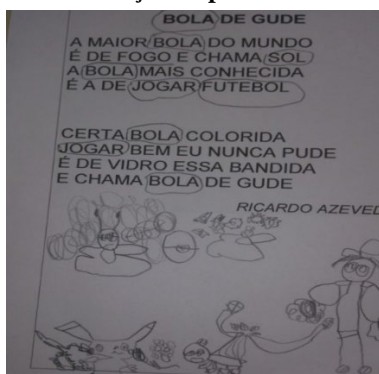 BOLA DE GUDE
A MAIOR BOLA DO MUNDO
É DE FOGO E CHAMA SOL
A BOLA MAIS CONHECIDA
É A DE JOGAR FUTEBOL
CERTA BOLA COLORIDA
JOGAR BEM EU NUNCA PUDE
É DE VIDRO ESSA BANDIDA
E CHAMA BOLA DE GUDE
RICARDO AZEVED